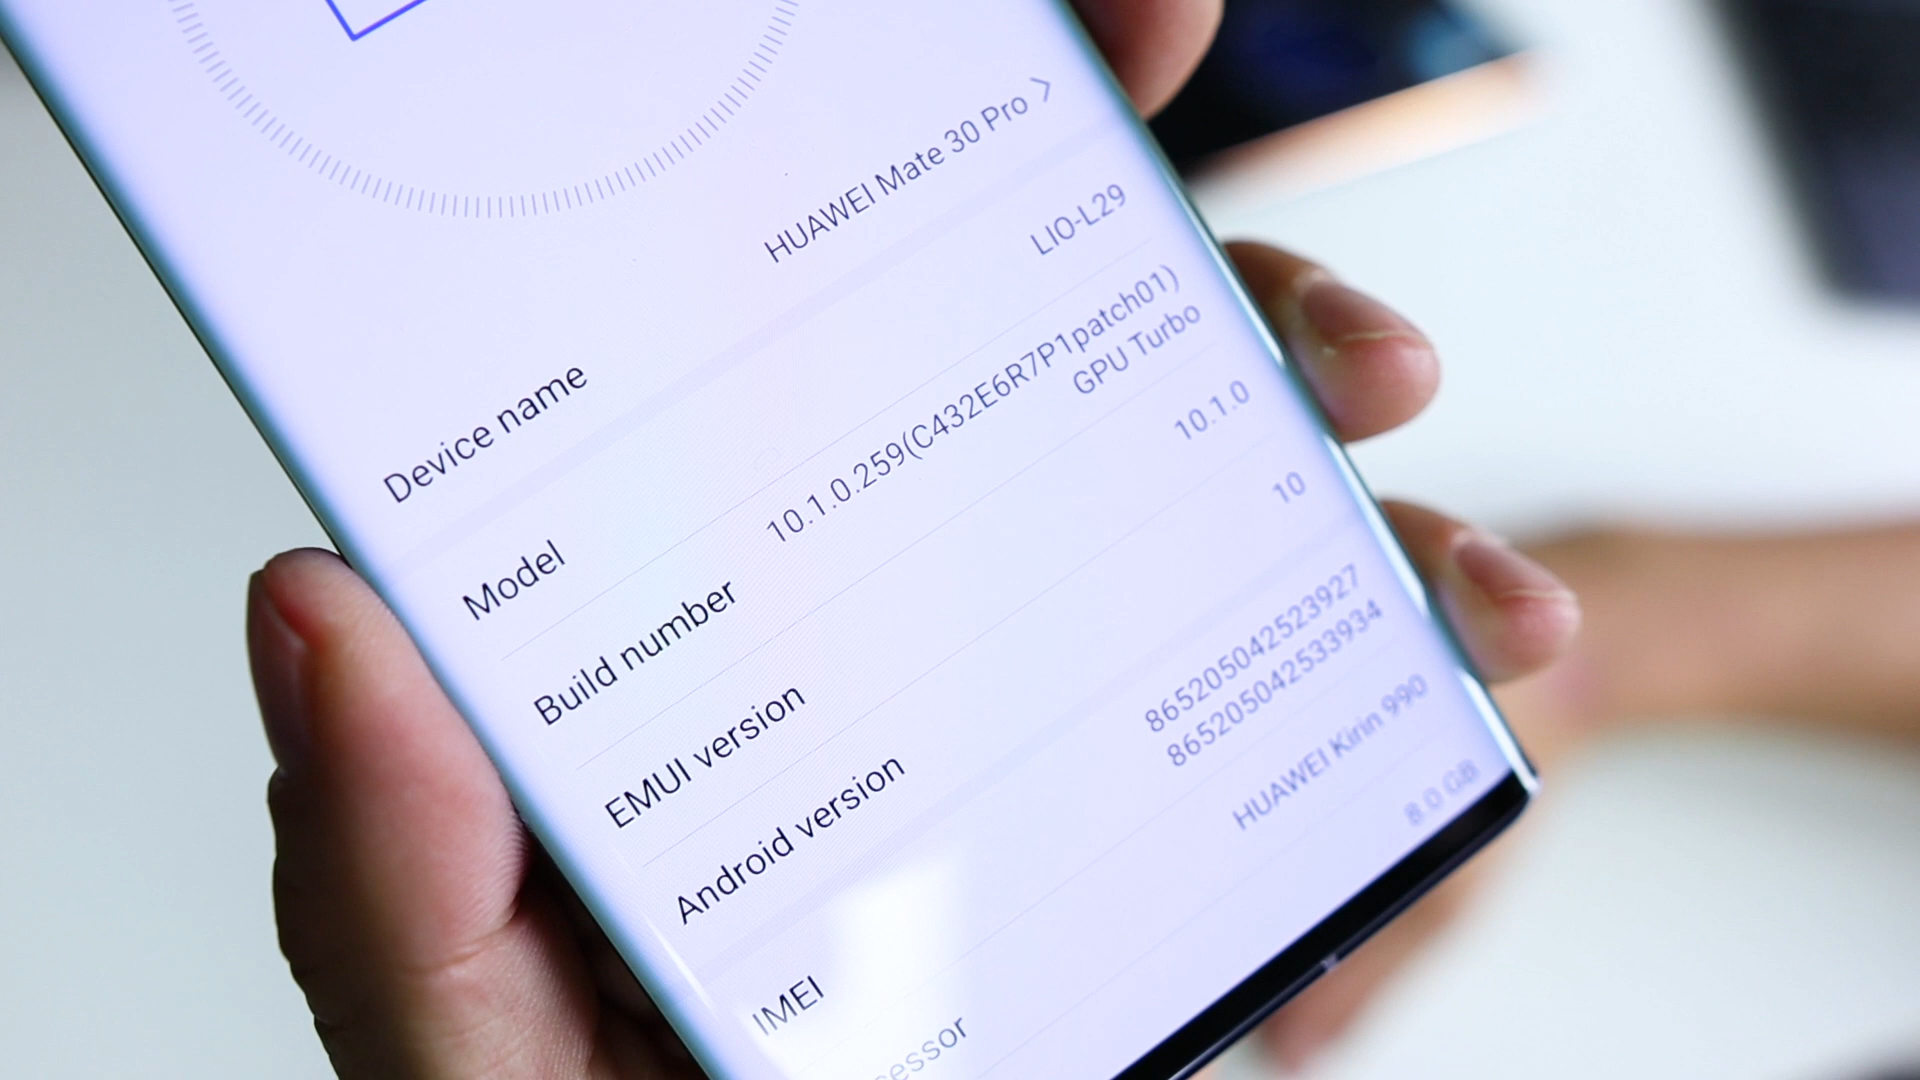 Device name HUAWEI Mate 30 Pro
Model LIO-L29
Build number 10.1.0.259(C432E6R7P1patch01)
GPU Turbo
EMUI version 10.1.0
Android version 10
IMEI 865205042523927
865205042533934
essor HUAWEI Kirin 990
8.0 GB